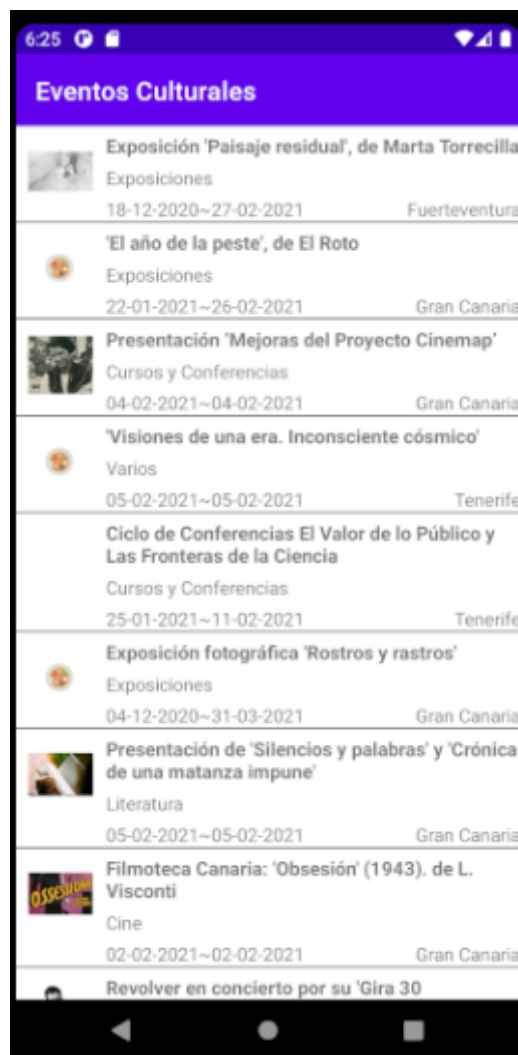 6:25
Eventos Culturales
Exposición 'Paisaje residual', de Marta Torrecilla
Exposiciones
18-12-2020~27-02-2021 Fuerteventura
'El año de la peste', de El Roto
Exposiciones
22-01-2021~26-02-2021 Gran Canaria
Presentación 'Mejoras del Proyecto Cinemap'
Cursos y Conferencias
04-02-2021~04-02-2021 Gran Canaria
'Visiones de una era. Inconsciente cósmico'
Varios
05-02-2021~05-02-2021 Tenerife
Ciclo de Conferencias El Valor de lo Público y
Las Fronteras de la Ciencia
Cursos y Conferencias
25-01-2021~11-02-2021 Tenerife
Exposición fotográfica 'Rostros y rastros'
Exposiciones
04-12-2020~31-03-2021 Gran Canaria
Presentación de 'Silencios y palabras' y 'Crónica
de una matanza impune'
Literatura
05-02-2021~05-02-2021 Gran Canaria
Filmoteca Canaria: 'Obsesión' (1943). de L.
Visconti
OSSESSIONE
Cine
02-02-2021~02-02-2021 Gran Canaria
Revolver en concierto por su 'Gira 30